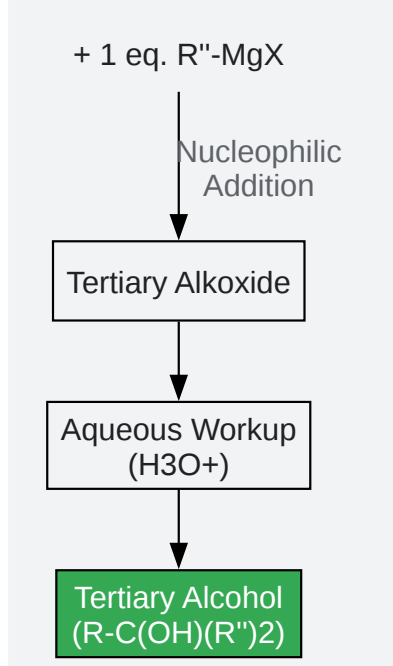 + 1 eq. R"-MgX
Nucleophilic
Addition
Tertiary Alkoxide
Aqueous Workup
(H3O+)
Tertiary Alcohol
(R-C(OH)(R")2)